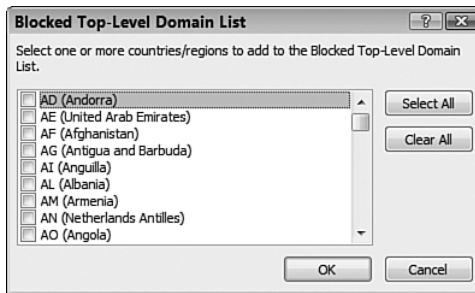 Blocked Top-Level Domain List
Select one or more countries/regions to add to the Blocked Top-Level Domain
List.
AD (Andorra)
AE (United Arab Emirates)
AF (Afghanistan)
AG (Antigua and Barbuda)
AI (Anguilla)
AL (Albania)
AM (Armenia)
AN (Netherlands Antilles)
AO (Angola)
Select All
Clear All
OK
Cancel